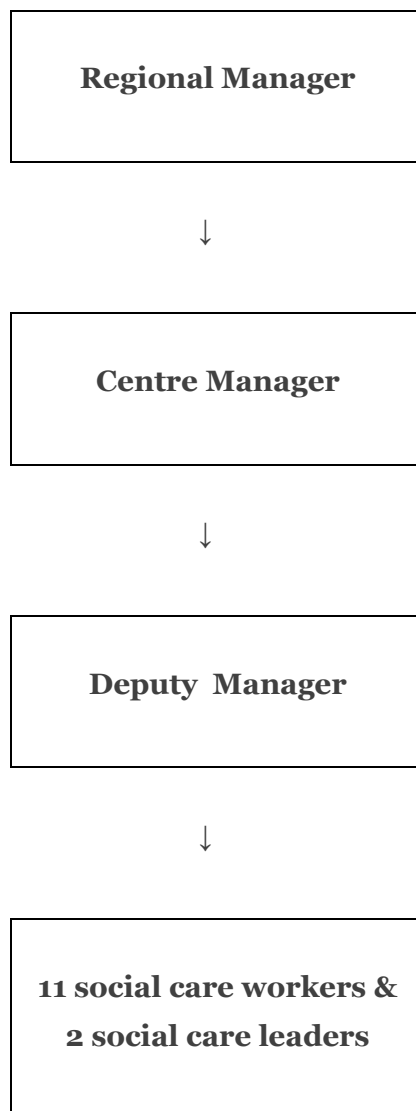 Regional Manager
↓
Centre Manager
↓
Deputy Manager
↓
11 social care workers &
2 social care leaders